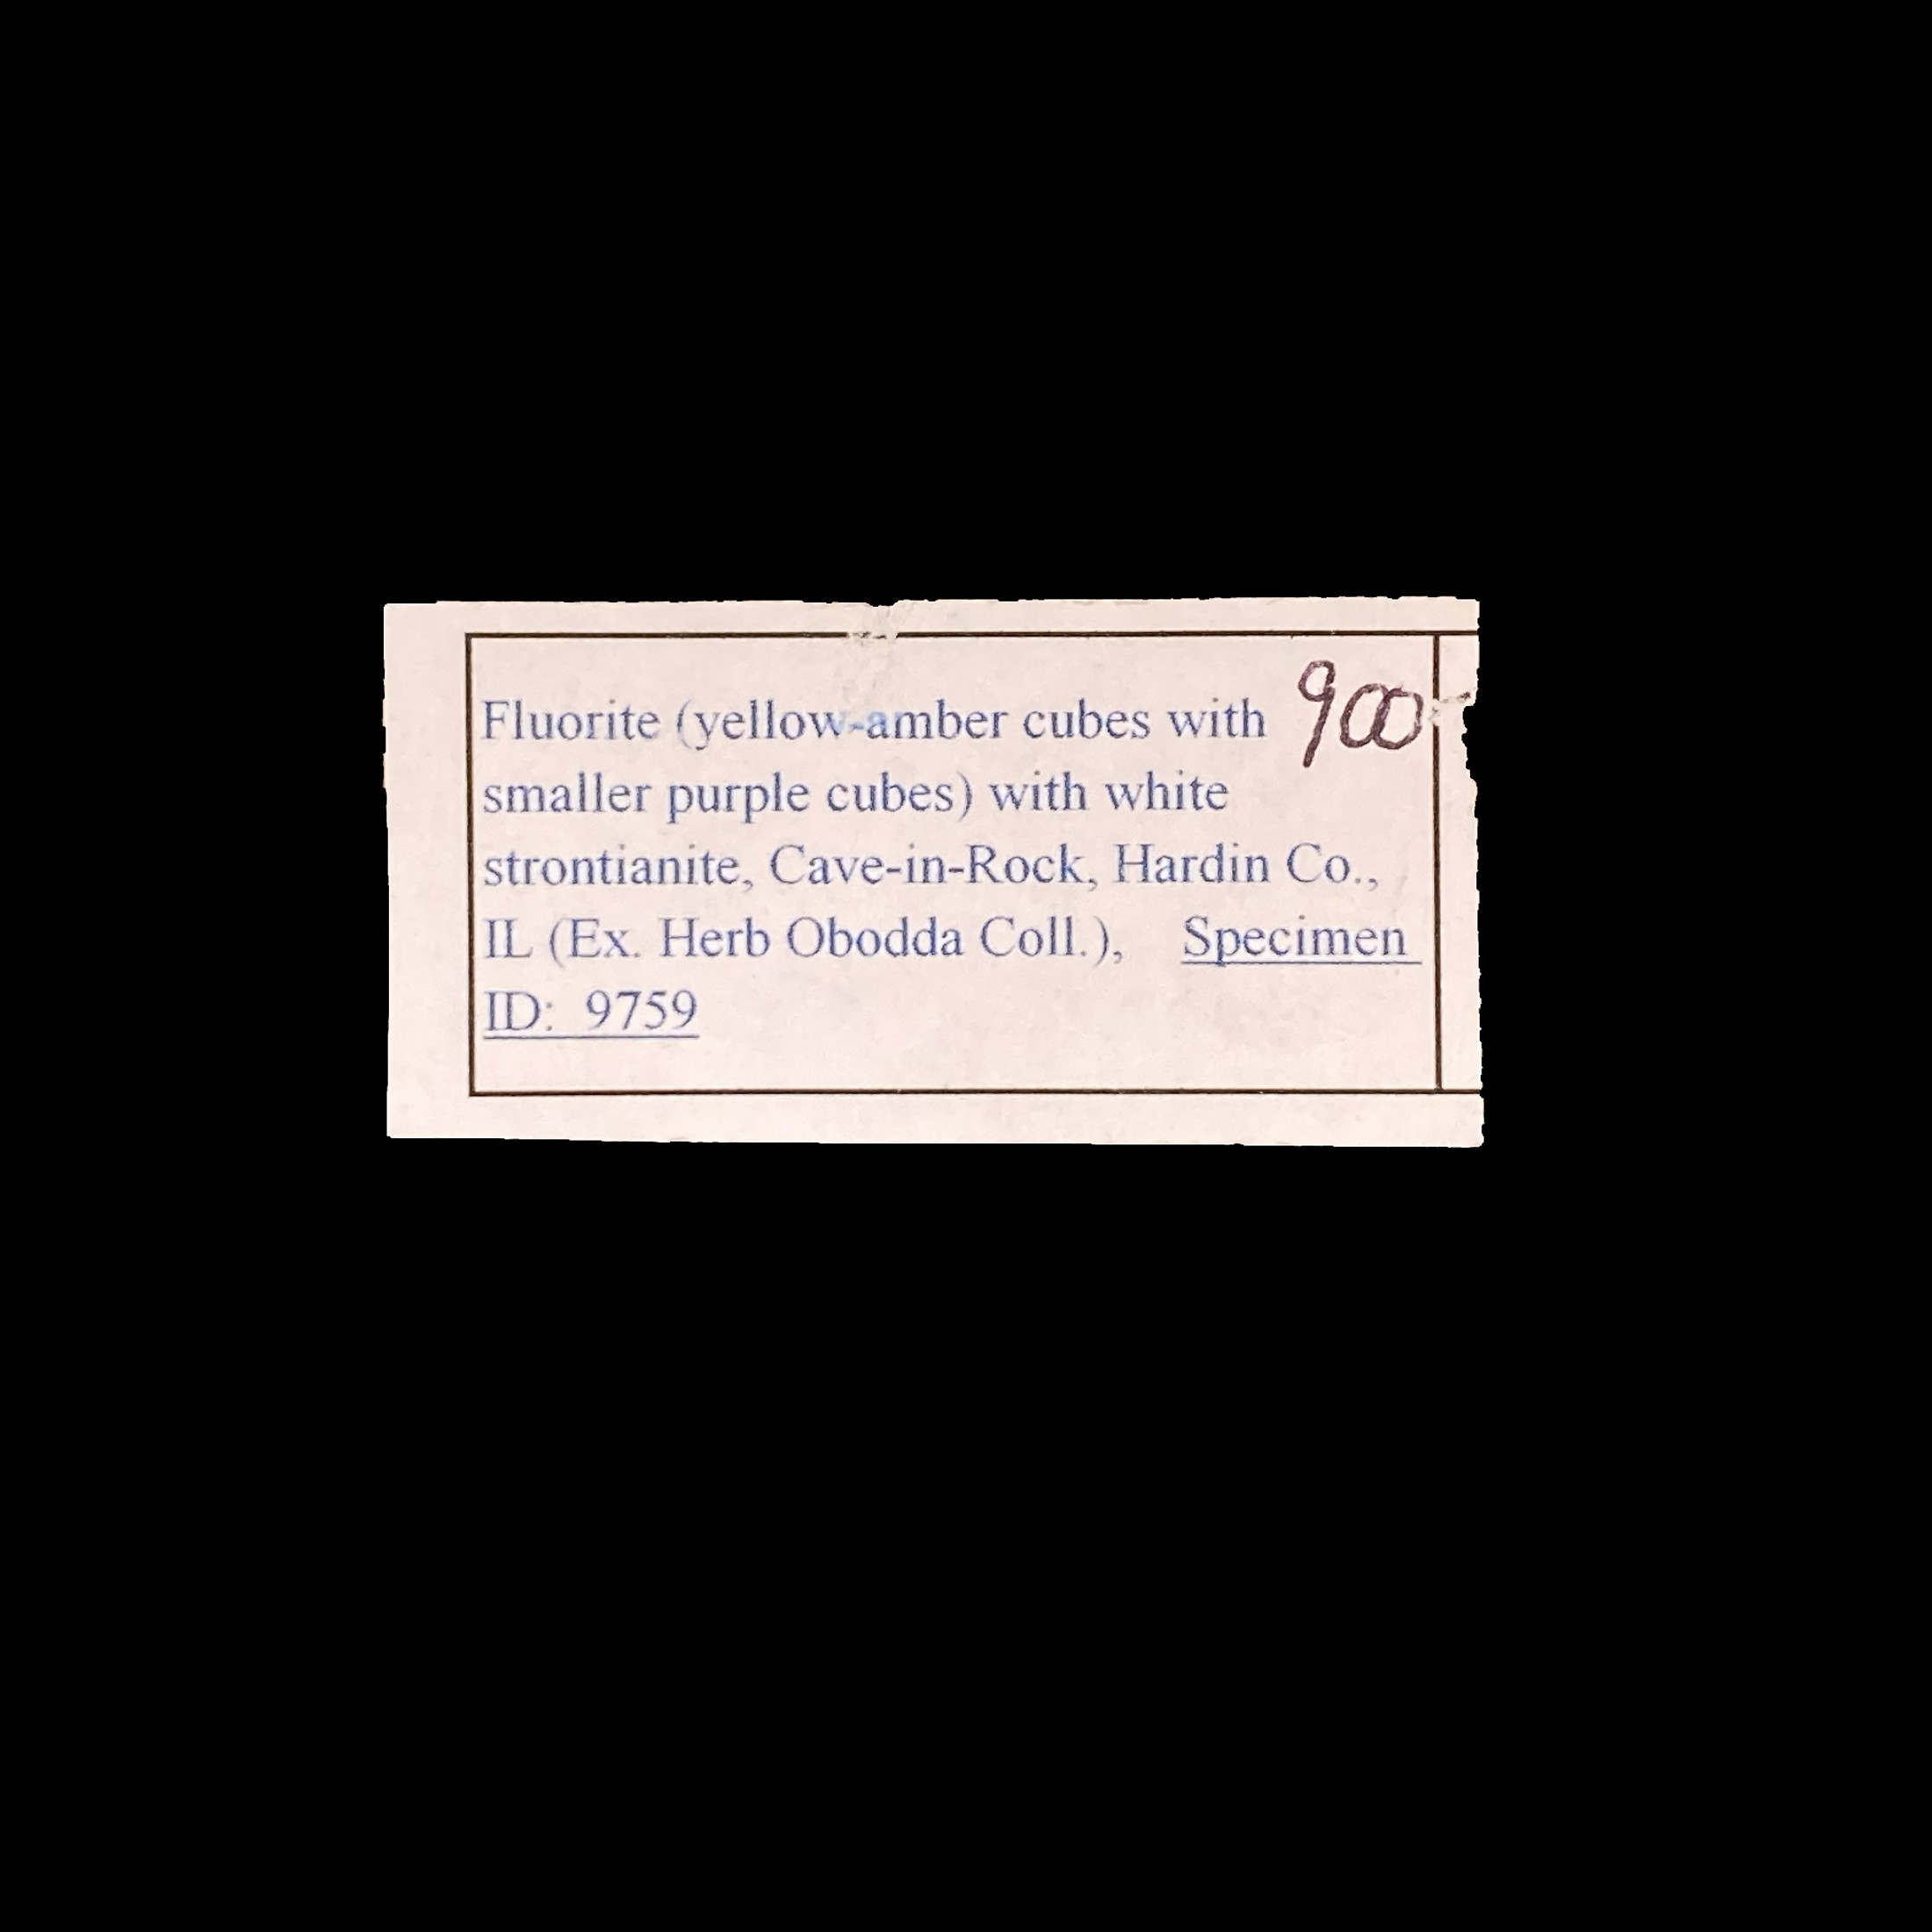 Fluorite (yellow-amber cubes with 900
smaller purple cubes) with white
strontianite, Cave-in-Rock, Hardin Co.,
IL (Ex. Herb Obodda Coll.), Specimen
ID: 9759